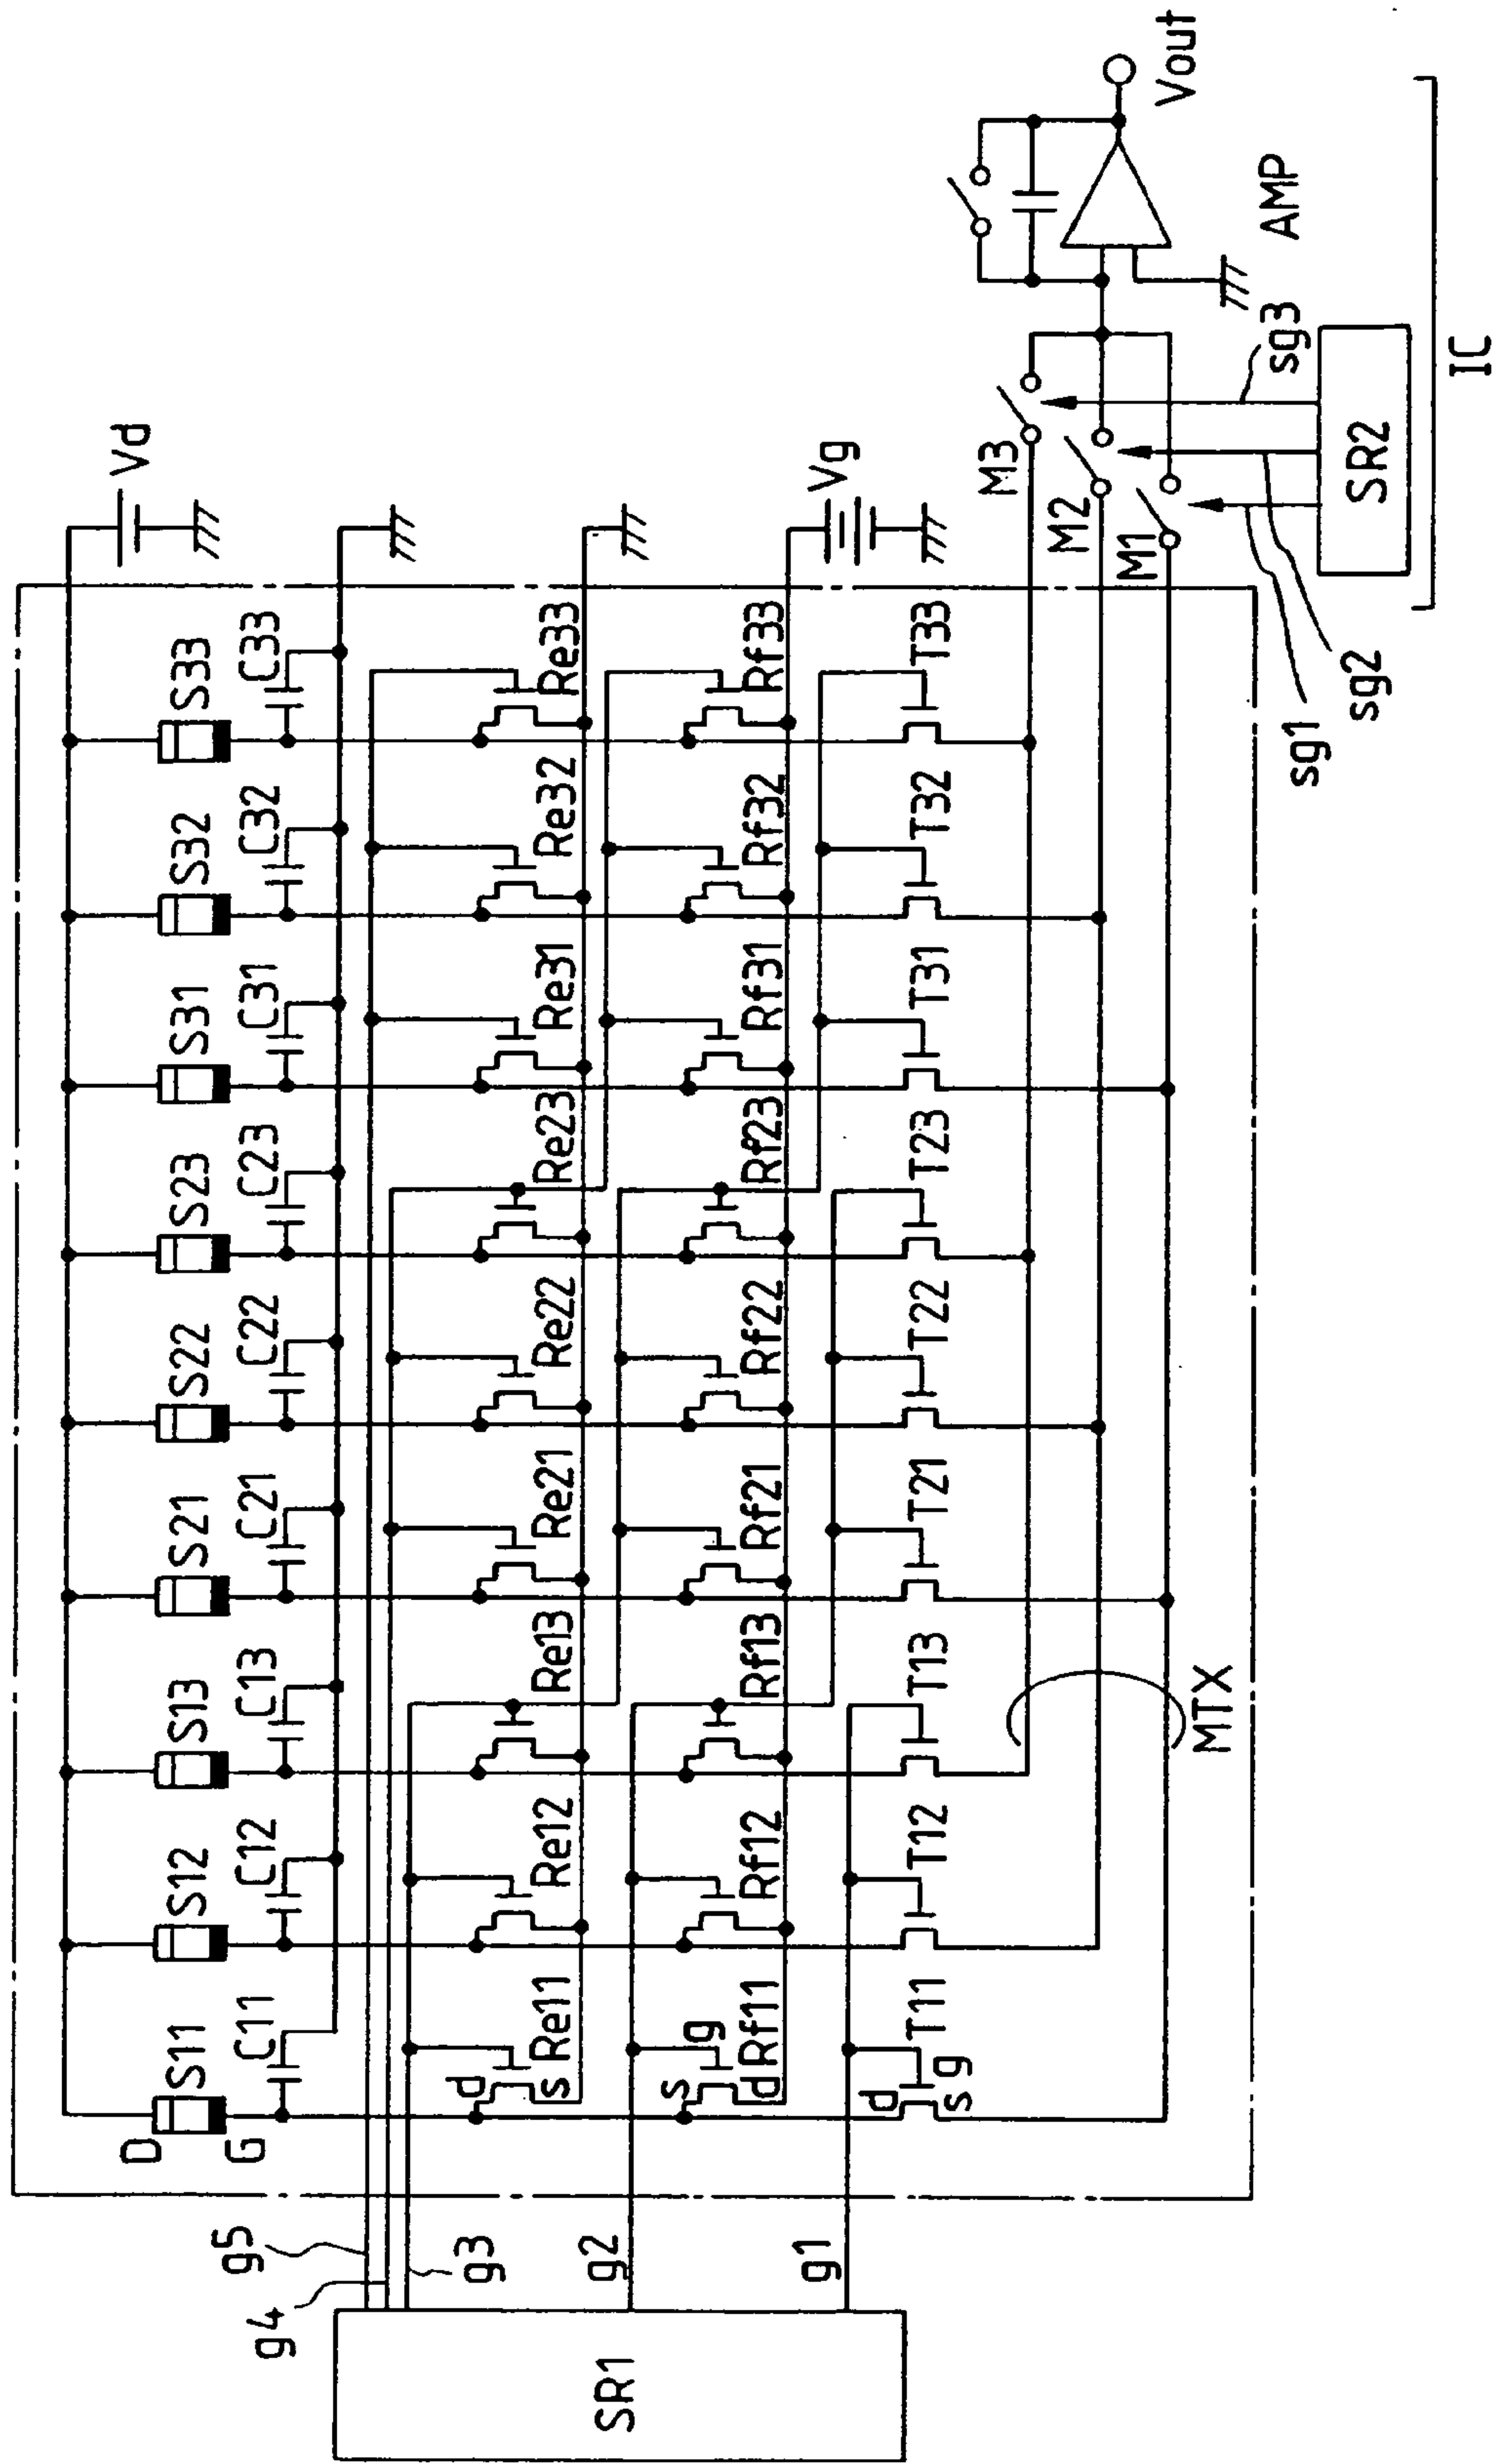 Vd
S11 S12 S13 S21 S22 S23 S31 S32 S33
D
G
C11 C12 C13 C21 C22 C23 C31 C32 C33
g5
g4
g3
d
s
Re11 Re12 Re13 Re21 Re22 Re23 Re31 Re32 Re33
SR1
g2
s
g
d
Rf11 Rf12 Rf13 Rf21 Rf22 Rf23 Rf31 Rf32 Rf33
Vg
g1
d
g
s
T11 T12 T13 T21 T22 T23 T31 T32 T33
M3
M2
M1
MTX
Vout
AMP
sg3
sg1
sg2
SR2
IC